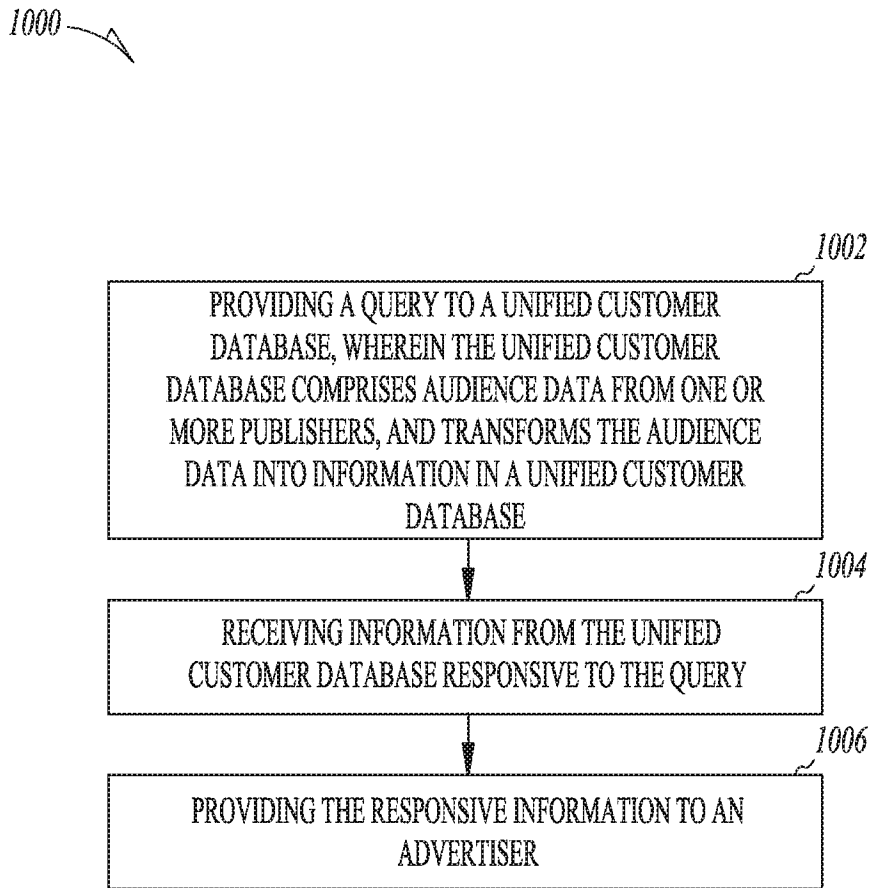 1000
1002
PROVIDING A QUERY TO A UNIFIED CUSTOMER
DATABASE, WHEREIN THE UNIFIED CUSTOMER
DATABASE COMPRISES AUDIENCE DATA FROM ONE OR
MORE PUBLISHERS, AND TRANSFORMS THE AUDIENCE
DATA INTO INFORMATION IN A UNIFIED CUSTOMER
DATABASE
1004
RECEIVING INFORMATION FROM THE UNIFIED
CUSTOMER DATABASE RESPONSIVE TO THE QUERY
1006
PROVIDING THE RESPONSIVE INFORMATION TO AN
ADVERTISER